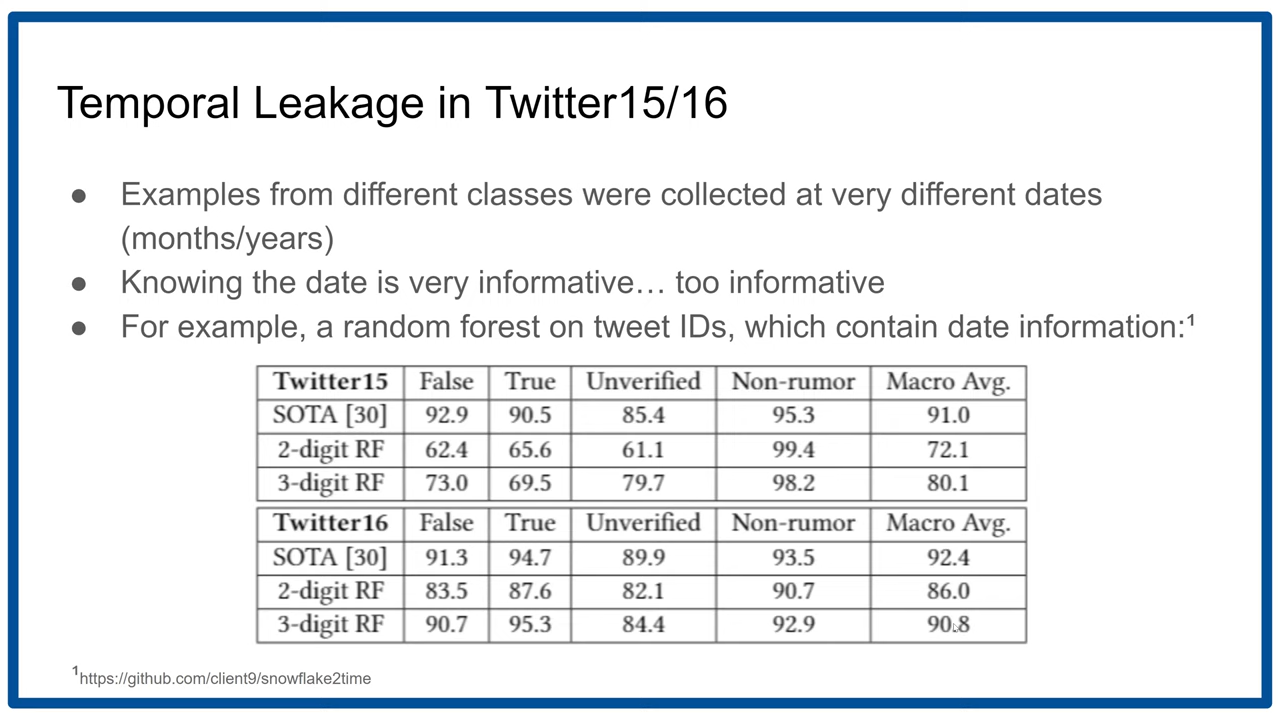 Temporal Leakage in Twitter15/16
● Examples from different classes were collected at very different dates
(months/years)
● Knowing the date is very informative… too informative
● For example, a random forest on tweet IDs, which contain date information:¹
Twitter15 False True Unverified Non-rumor Macro Avg.
SOTA [30] 92.9 90.5 85.4 95.3 91.0
2-digit RF 62.4 65.6 61.1 99.4 72.1
3-digit RF 73.0 69.5 79.7 98.2 80.1
Twitter16 False True Unverified Non-rumor Macro Avg.
SOTA [30] 91.3 94.7 89.9 93.5 92.4
2-digit RF 83.5 87.6 82.1 90.7 86.0
3-digit RF 90.7 95.3 84.4 92.9 90.8
¹https://github.com/client9/snowflake2time